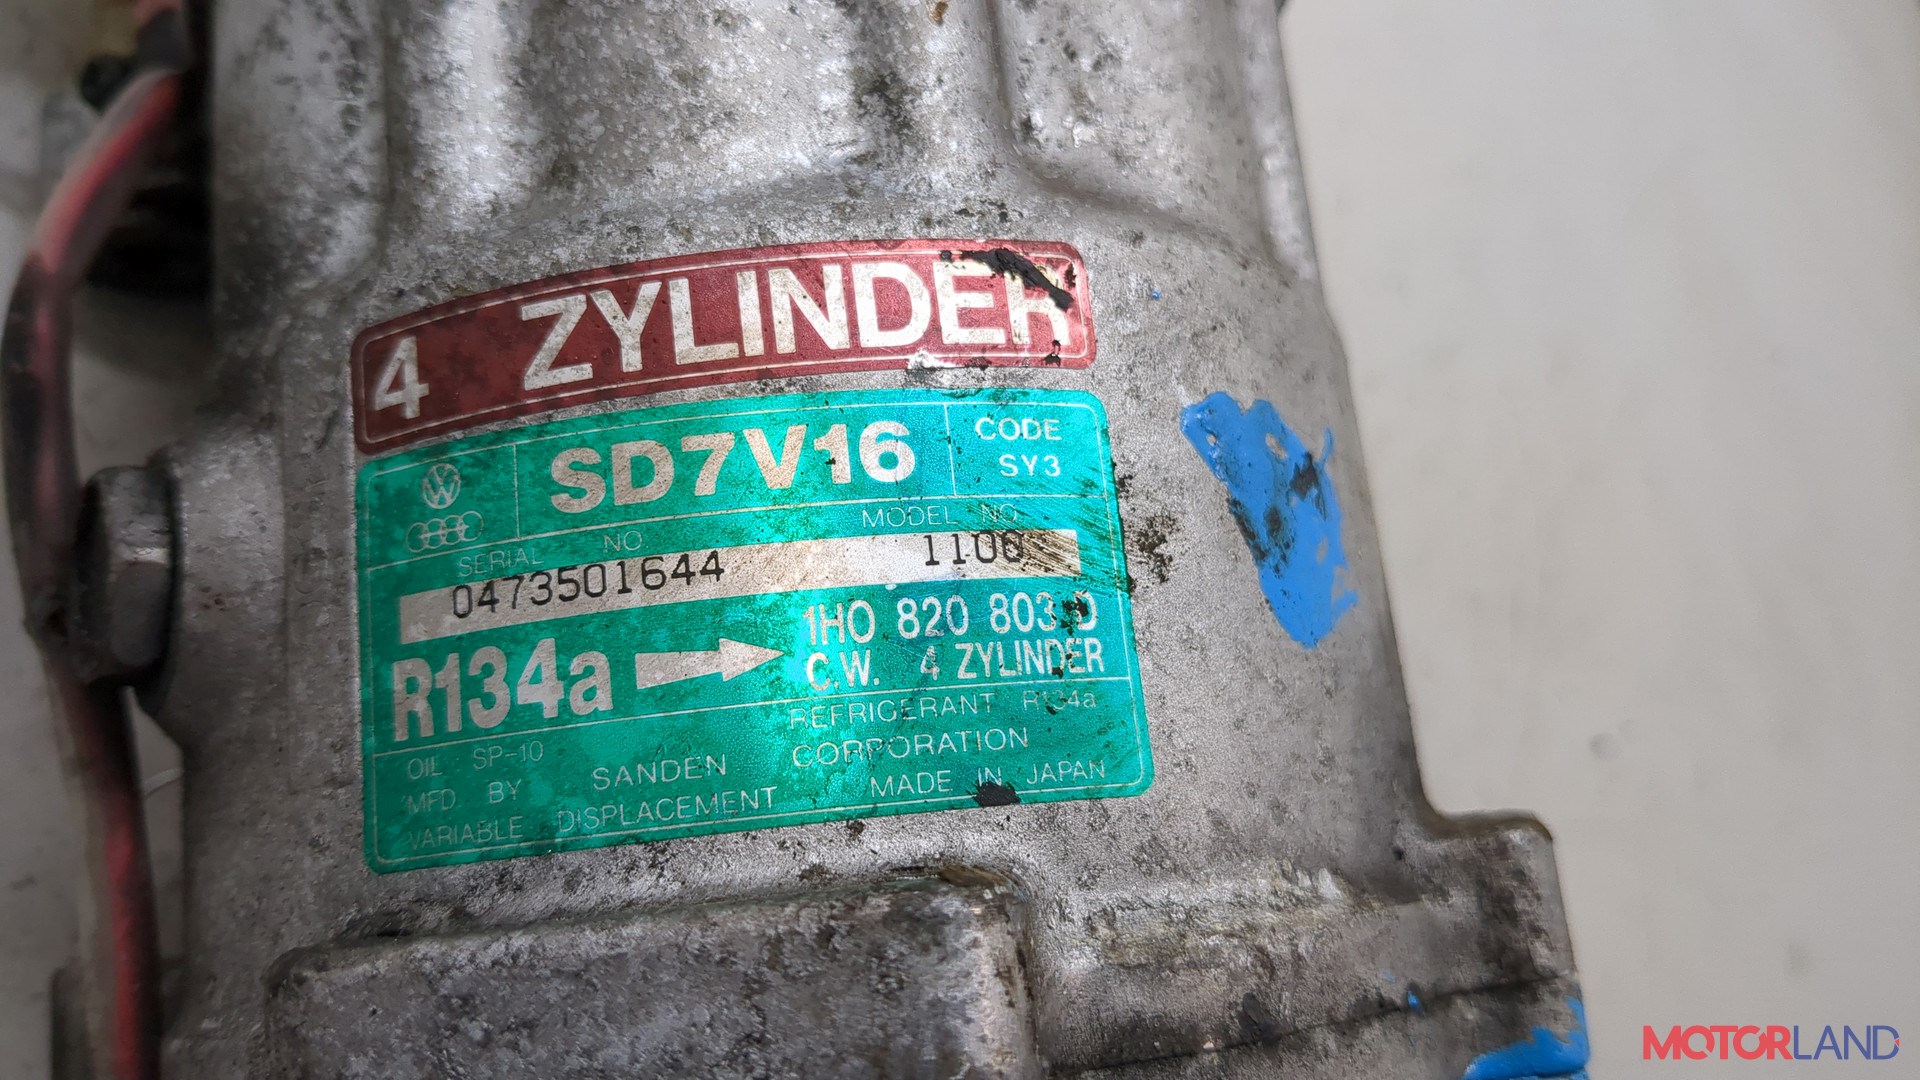 4 ZYLINDER
SD7V16
CODE
SY3
SERIAL NO
MODEL NO
0473501644
1106
R134a
1H0 820 803 D
C.W. 4 ZYLINDER
REFRIGERANT R134a
OIL SP-10
MFD BY SANDEN CORPORATION
VARIABLE DISPLACEMENT MADE IN JAPAN
MOTORLAND